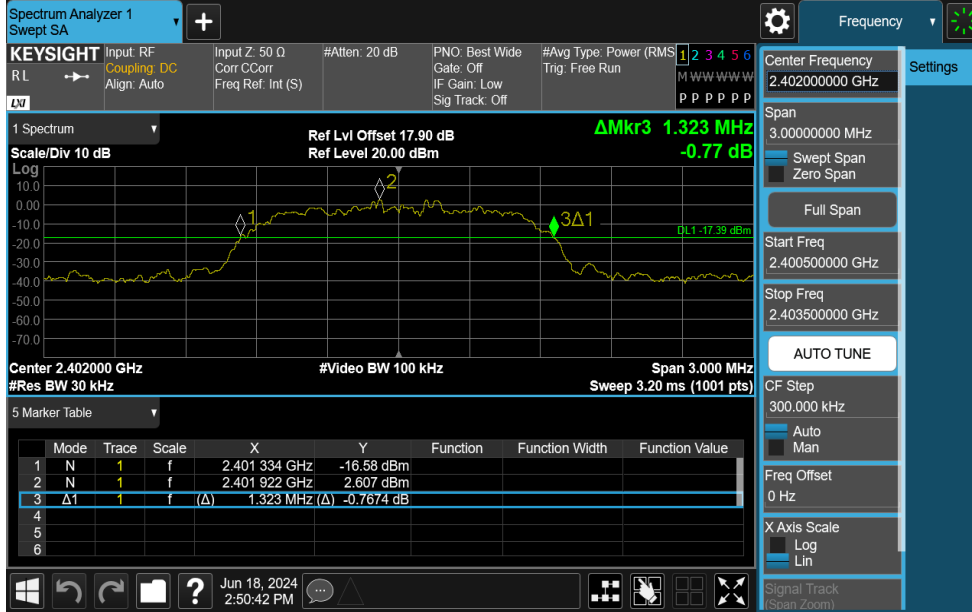 Spectrum Analyzer 1
Swept SA
+
Frequency
KEYSIGHT Input: RF Input Z: 50 Ω #Atten: 20 dB PNO: Best Wide #Avg Type: Power (RMS 1 2 3 4 5 6
R L Coupling: DC Corr CCorr Gate: Off Trig: Free Run M W W W W W
Align: Auto Freq Ref: Int (S) IF Gain: Low
LXI Sig Track: Off P P P P P P
1 Spectrum
Ref Lvl Offset 17.90 dB ΔMkr3 1.323 MHz
Scale/Div 10 dB Ref Level 20.00 dBm -0.77 dB
Log
10.0
0.00
-10.0
-20.0
-30.0
-40.0
-50.0
-60.0
-70.0
1
2
3Δ1
DL1 -17.39 dBm
Center 2.402000 GHz #Video BW 100 kHz Span 3.000 MHz
#Res BW 30 kHz Sweep 3.20 ms (1001 pts)
5 Marker Table
Mode Trace Scale X Y Function Function Width Function Value
1 N 1 f 2.401 334 GHz -16.58 dBm
2 N 1 f 2.401 922 GHz 2.607 dBm
3 Δ1 1 f (Δ) 1.323 MHz (Δ) -0.7674 dB
4
5
6
?
Jun 18, 2024
2:50:42 PM
Center Frequency
2.402000000 GHz
Span
3.00000000 MHz
Swept Span
Zero Span
Full Span
Start Freq
2.400500000 GHz
Stop Freq
2.403500000 GHz
AUTO TUNE
CF Step
300.000 kHz
Auto
Man
Freq Offset
0 Hz
X Axis Scale
Log
Lin
Signal Track
(Span Zoom)
Settings